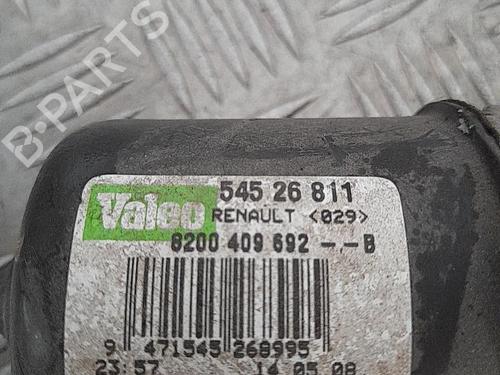 B-PARTS
Valeo
545 26 811
RENAULT <029>
8200 409 692 --B
9 471545 268995
23:57 14.05.08